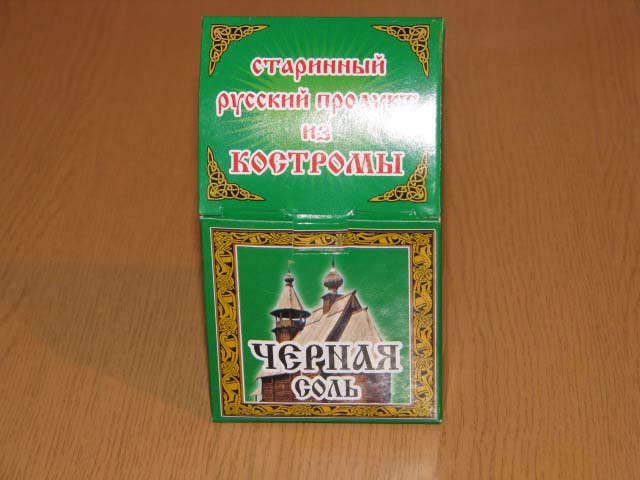 старинный
русский продукт
из
КОСТРОМЫ
ЧЕРНАЯ
СОЛЬ